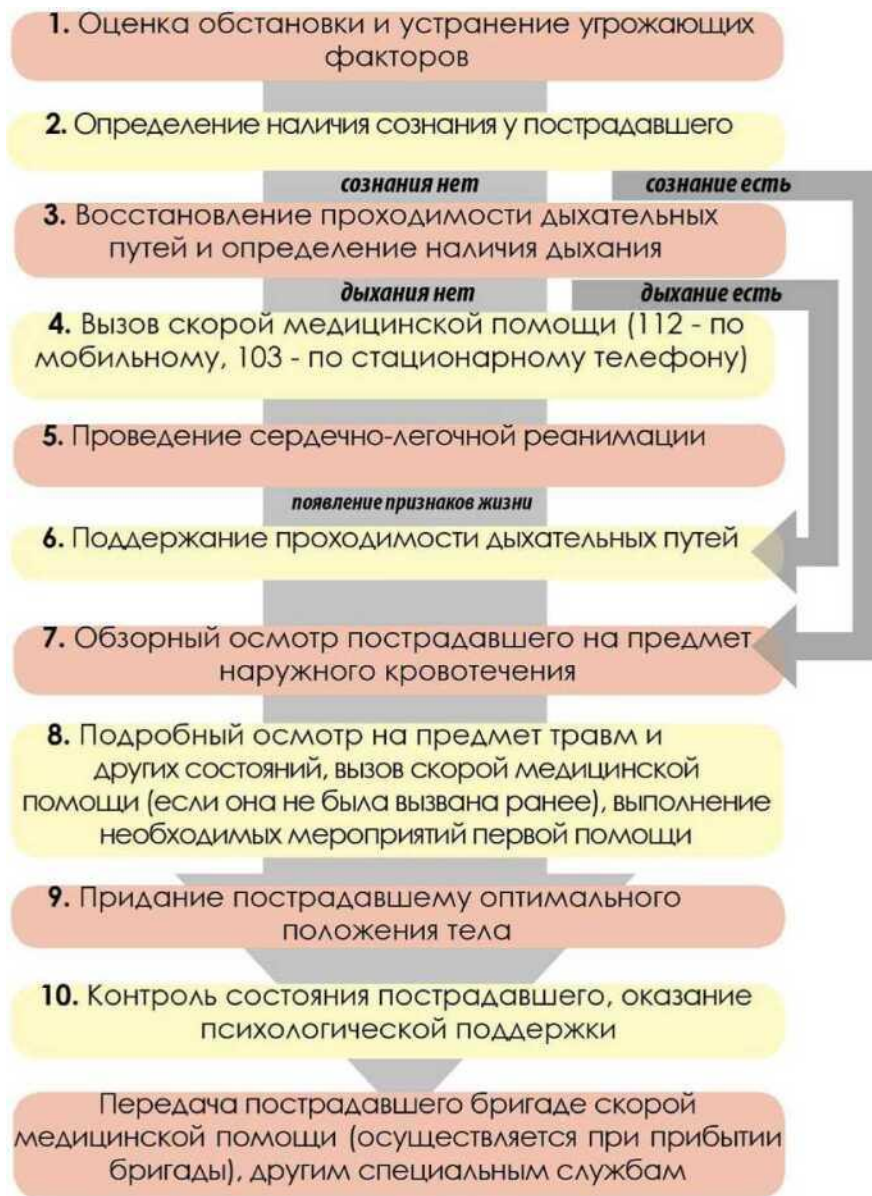 1. Оценка обстановки и устранение угрожающих
факторов
2. Определение наличия сознания у пострадавшего
сознания нет
сознание есть
3. Восстановление проходимости дыхательных
путей и определение наличия дыхания
дыхания нет
дыхание есть
4. Вызов скорой медицинской помощи (112 - по
мобильному, 103 - по стационарному телефону)
5. Проведение сердечно-легочной реанимации
появление признаков жизни
6. Поддержание проходимости дыхательных путей
7. Обзорный осмотр пострадавшего на предмет
наружного кровотечения
8. Подробный осмотр на предмет травм и
других состояний, вызов скорой медицинской
помощи (если она не была вызвана ранее), выполнение
необходимых мероприятий первой помощи
9. Придание пострадавшему оптимального
положения тела
10. Контроль состояния пострадавшего, оказание
психологической поддержки
Передача пострадавшего бригаде скорой
медицинской помощи (осуществляется при прибытии
бригады), другим специальным службам